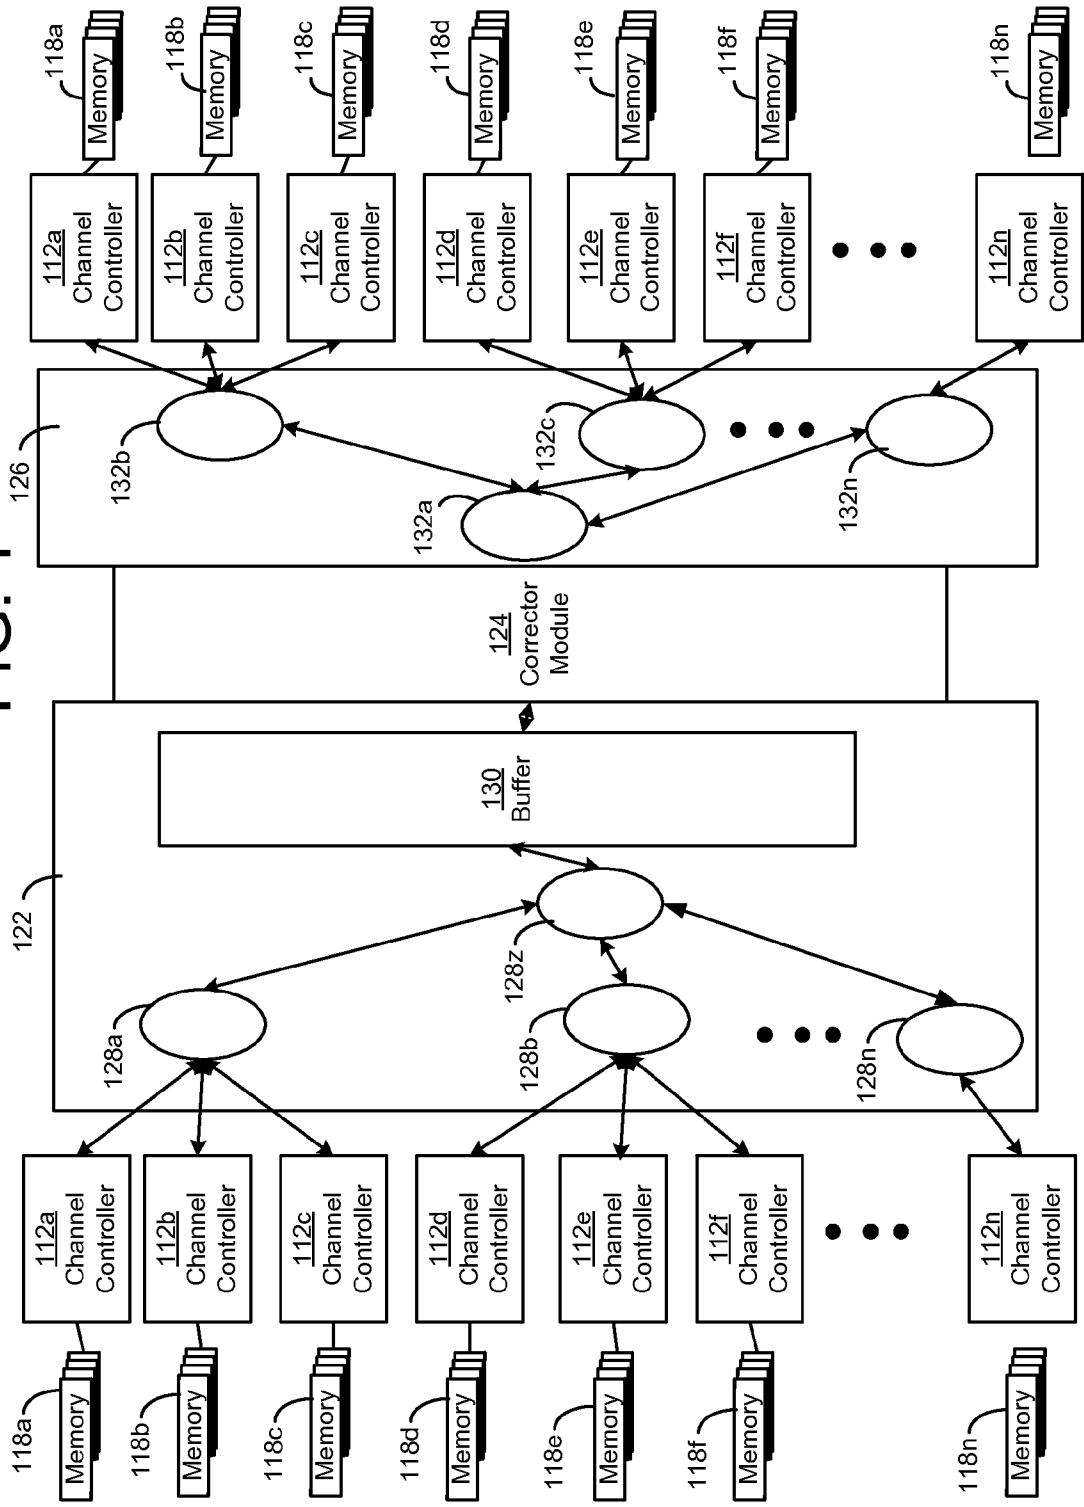 118a
Memory
112a
Channel
Controller
118b
Memory
112b
Channel
Controller
118c
Memory
112c
Channel
Controller
118d
Memory
112d
Channel
Controller
118e
Memory
112e
Channel
Controller
118f
Memory
112f
Channel
Controller
118n
Memory
112n
Channel
Controller
122
128a
128z
128b
128n
130
Buffer
124
Corrector
Module
126
132b
132a
132c
132n
112a
Channel
Controller
118a
Memory
112b
Channel
Controller
118b
Memory
112c
Channel
Controller
118c
Memory
112d
Channel
Controller
118d
Memory
112e
Channel
Controller
118e
Memory
112f
Channel
Controller
118f
Memory
112n
Channel
Controller
118n
Memory